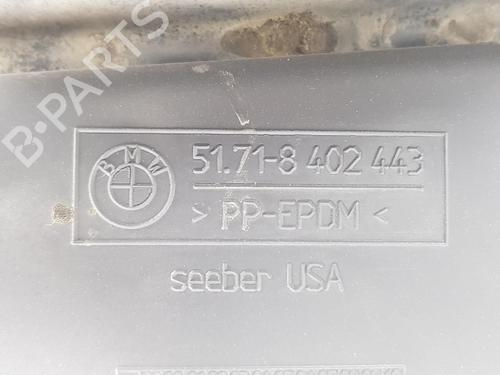 B-PARTS
BMW
51.71-8 402 443
> PP-EPDM <
seeber USA